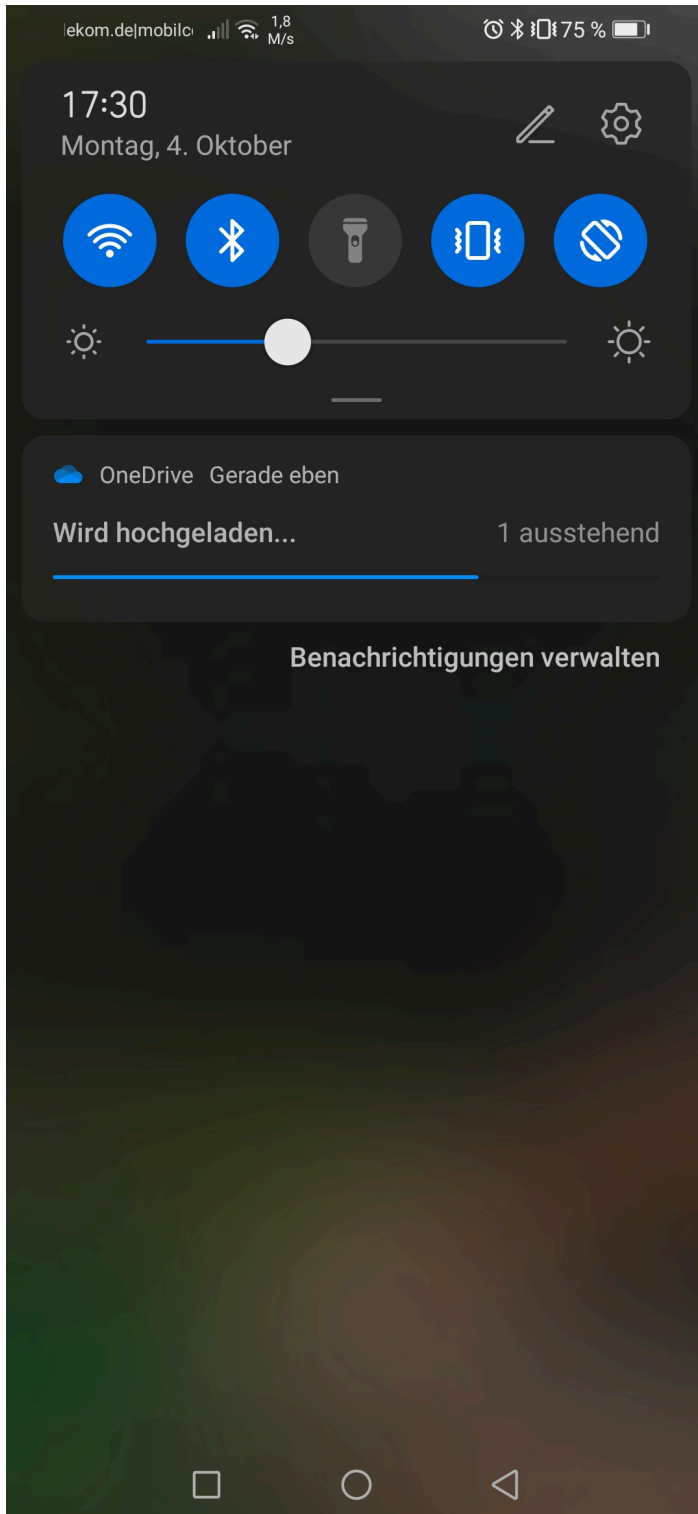 ekom.de|mobilc 1,8
M/s 75 %
17:30
Montag, 4. Oktober
OneDrive Gerade eben
Wird hochgeladen... 1 ausstehend
Benachrichtigungen verwalten